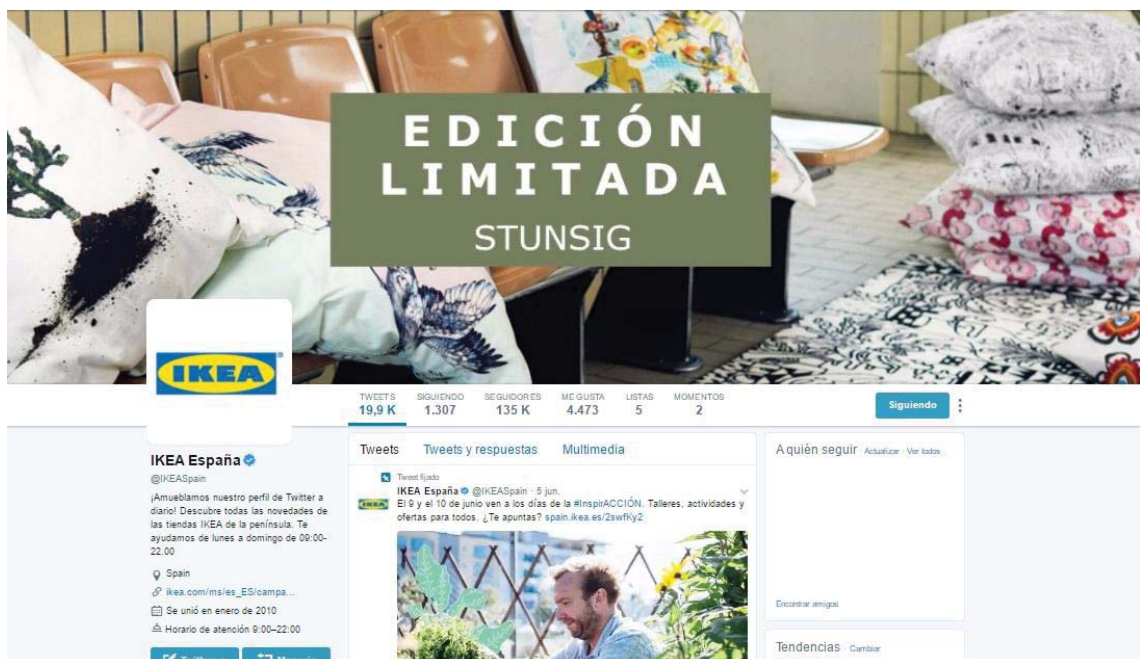 EDICIÓN
LIMITADA
STUNSIG
IKEA
TWEETS SIGUIENDO SEGUIDORES ME GUSTA LISTAS MOMENTOS
19,9 K 1.307 135 K 4.473 5 2
Siguiendo
IKEA España
@IKEASpain
¡Amueblamos nuestro perfil de Twitter a
diario! Descubre todas las novedades de
las tiendas IKEA de la península. Te
ayudamos de lunes a domingo de 09:00-
22.00
Spain
ikea.com/ms/es_ES/campa...
Se unió en enero de 2010
Horario de atención 9:00–22:00
Tweets Tweets y respuestas Multimedia
Tweet fijado
IKEA España @IKEASpain · 5 jun.
IKEA
El 9 y el 10 de junio ven a los días de la #InspirACCIÓN. Talleres, actividades y
ofertas para todos. ¿Te apuntas? spain.ikea.es/2swfKy2
A quién seguir · Actualizar · Ver todos
Encontrar amigos
Tendencias · Cambiar